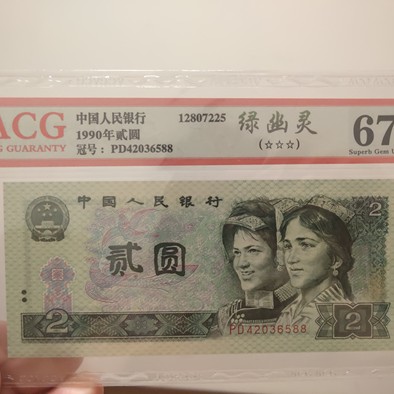 ACG
G GUARANTY
中国人民银行 12807225
1990年贰圆
冠号: PD42036588
绿幽灵
(☆☆☆)
67
Superb Gem U
中国人民银行
2
贰圆
PD42036588
2
2